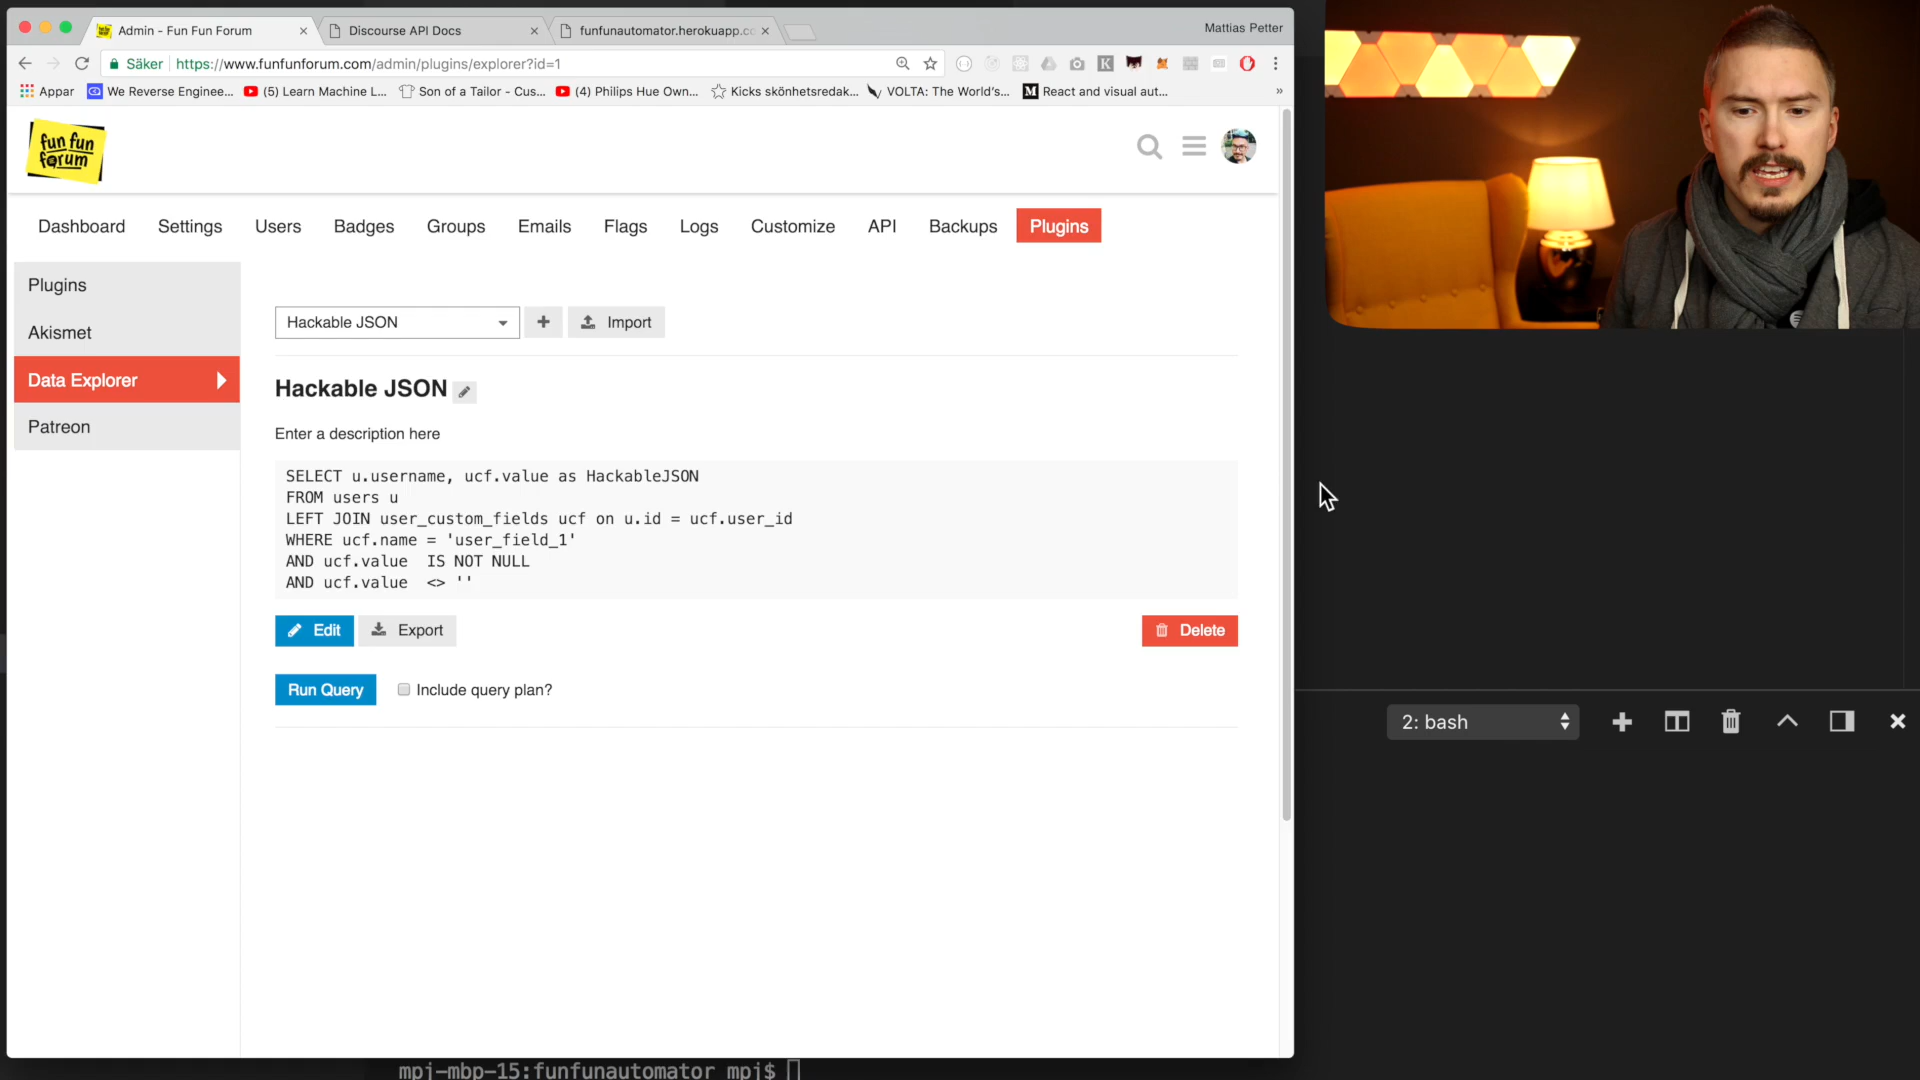 Admin - Fun Fun Forum
Discourse API Docs
funfunautomator.herokuapp.co
Mattias Petter
Säker
https://www.funfunforum.com/admin/plugins/explorer?id=1
Appar
We Reverse Enginee...
(5) Learn Machine L...
Son of a Tailor - Cus...
(4) Philips Hue Own...
Kicks skönhetsredak...
VOLTA: The World's...
React and visual aut...
fun fun
forum
Dashboard
Settings
Users
Badges
Groups
Emails
Flags
Logs
Customize
API
Backups
Plugins
Plugins
Akismet
Data Explorer
Patreon
Hackable JSON
Import
Hackable JSON
Enter a description here
SELECT u.username, ucf.value as HackableJSON
FROM users u
LEFT JOIN user_custom_fields ucf on u.id = ucf.user_id
WHERE ucf.name = 'user_field_1'
AND ucf.value  IS NOT NULL
AND ucf.value  <> ''
Edit
Export
Delete
Run Query
Include query plan?
2: bash
mpj-mbp-15:funfunautomator mpj$